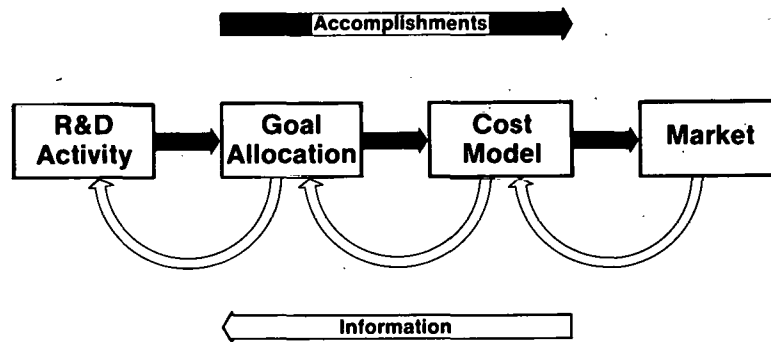 Accomplishments
R&D
Activity
Goal
Allocation
Cost
Model
Market
Information